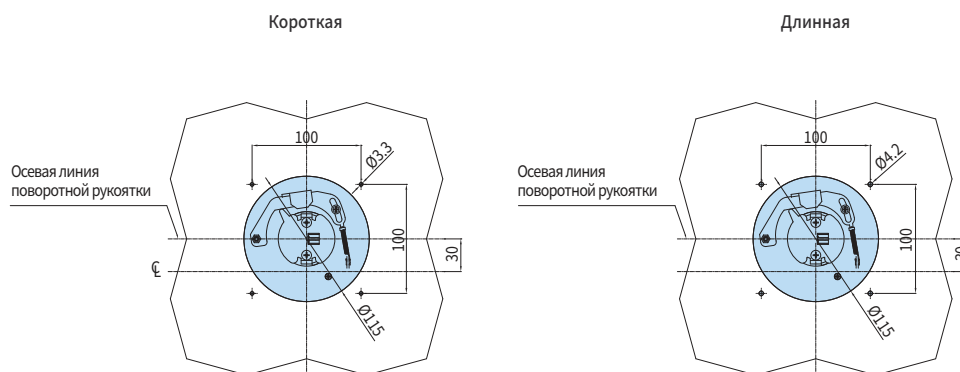 Короткая
Длинная
100
Ø3.3
Осевая линия
поворотной рукоятки
100
30
℄
Ø115
100
Ø4.2
Осевая линия
поворотной рукоятки
100
30
Ø115